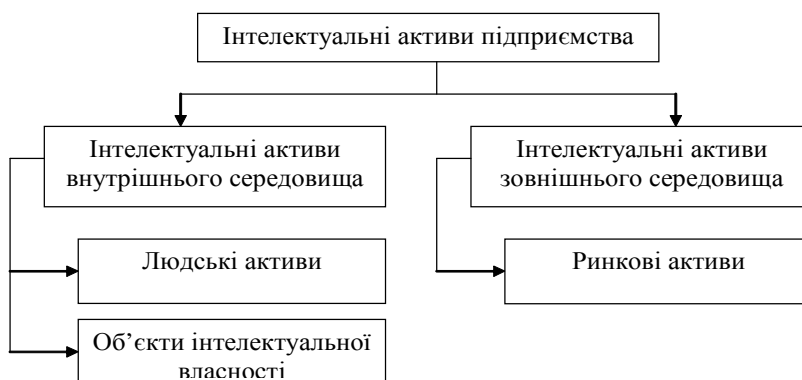 Інтелектуальні активи підприємства
Інтелектуальні активи
внутрішнього середовища
Інтелектуальні активи
зовнішнього середовища
Людські активи
Ринкові активи
Об’єкти інтелектуальної
власності